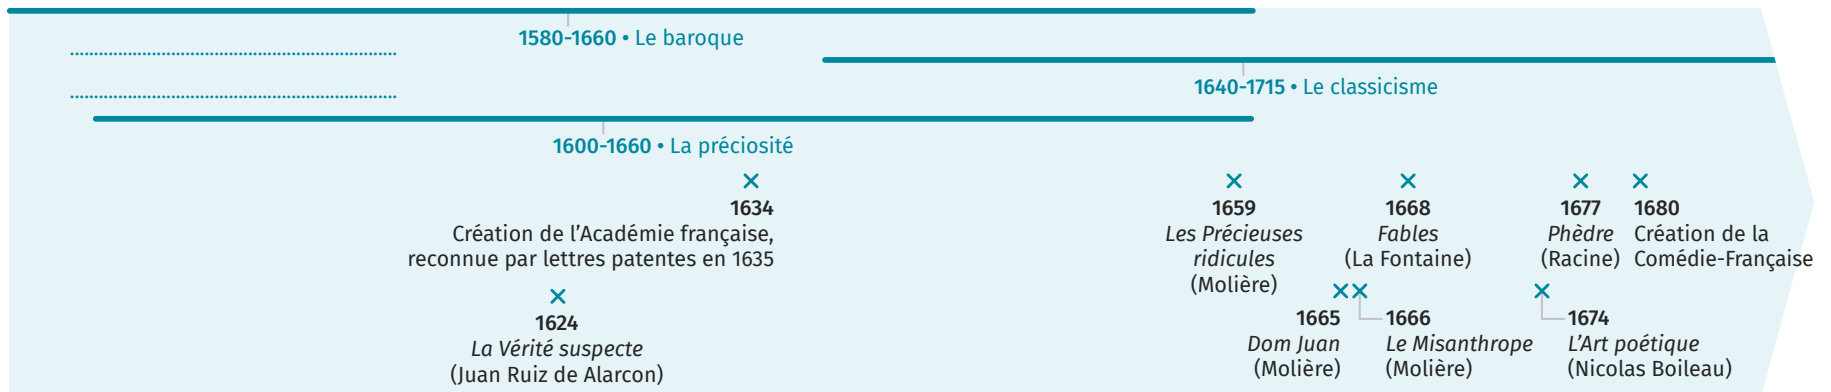 1580-1660 • Le baroque
1640-1715 • Le classicisme
1600-1660 • La préciosité
1634
Création de l'Académie française,
reconnue par lettres patentes en 1635
1659
Les Précieuses
ridicules
(Molière)
1668
Fables
(La Fontaine)
1677
Phèdre
(Racine)
1680
Création de la
Comédie-Française
1624
La Vérité suspecte
(Juan Ruiz de Alarcon)
1665
Dom Juan
(Molière)
1666
Le Misanthrope
(Molière)
1674
L'Art poétique
(Nicolas Boileau)